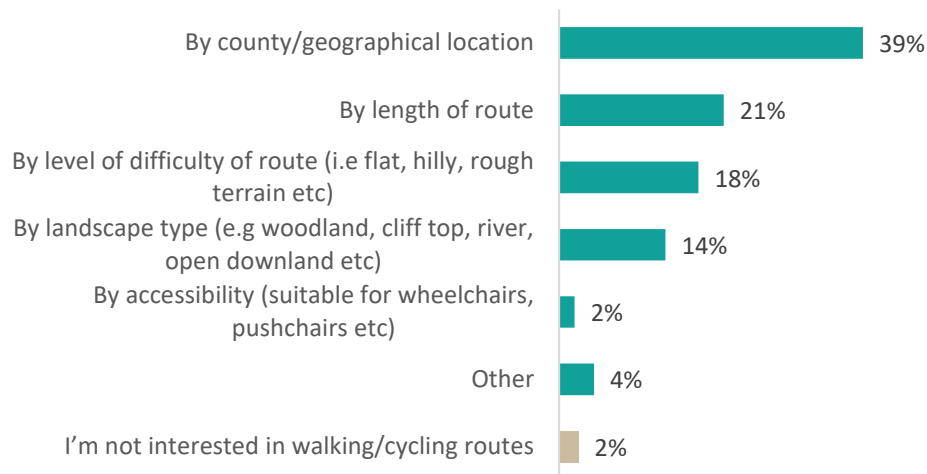 By county/geographical location 39%
By length of route 21%
By level of difficulty of route (i.e flat, hilly, rough
terrain etc) 18%
By landscape type (e.g woodland, cliff top, river,
open downland etc) 14%
By accessibility (suitable for wheelchairs,
pushchairs etc) 2%
Other 4%
I’m not interested in walking/cycling routes 2%